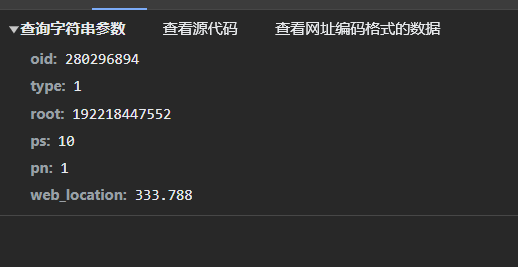 ▼查询字符串参数 查看源代码 查看网址编码格式的数据
oid: 280296894
type: 1
root: 192218447552
ps: 10
pn: 1
web_location: 333.788